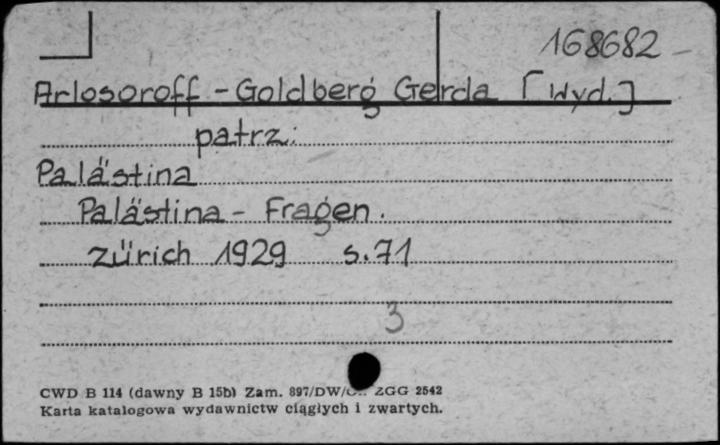 168682
Arlosoroff - Goldberg Gerda [Wyd.]
patrz:
Palästina
Palästina - Fragen.
Zürich 1929 s. 71
3
CWD B 114 (dawny B 15b) Zam. 897/DW/ ZGG 2542
Karta katalogowa wydawnictw ciągłych i zwartych.